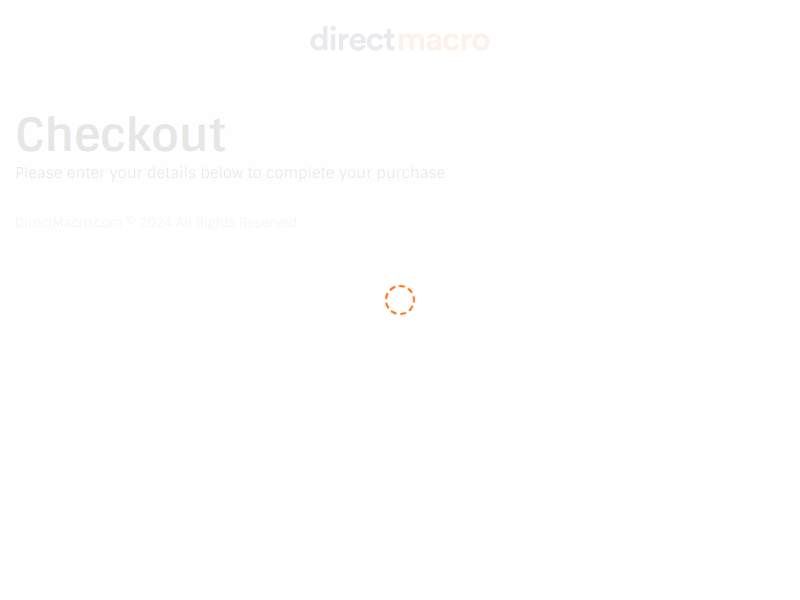 directmacro
Checkout
Please enter your details below to complete your purchase
DirectMacro.com © 2024 All Rights Reserved